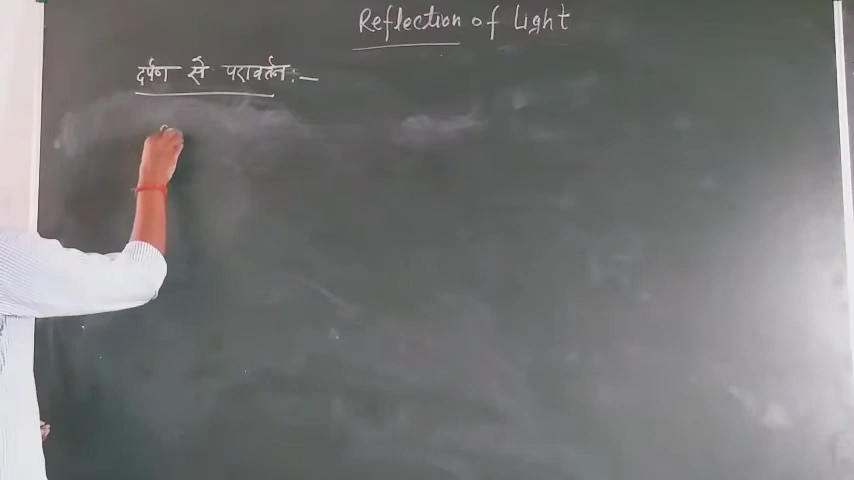 Reflection of Light
दर्पण से परावर्तन :-